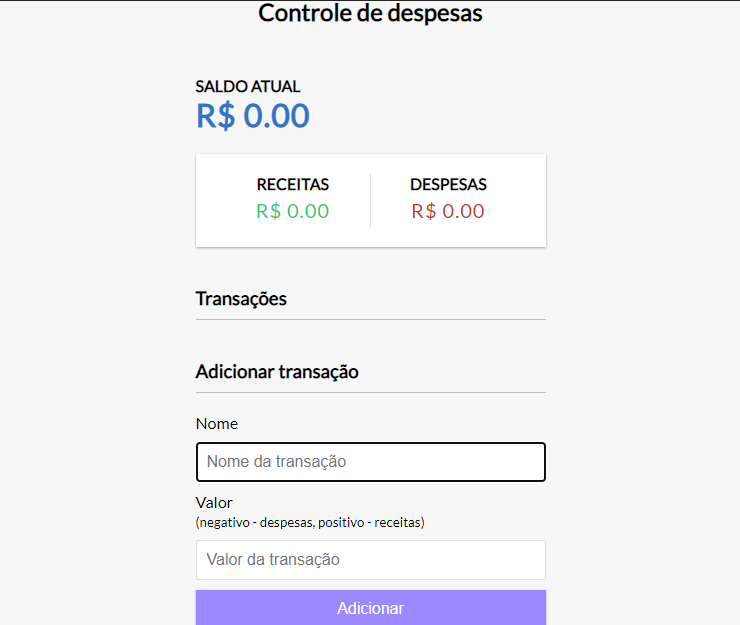 Controle de despesas
SALDO ATUAL
R$ 0.00
RECEITAS
DESPESAS
R$ 0.00
R$ 0.00
Transações
Adicionar transação
Nome
Nome da transação
Valor
(negativo - despesas, positivo - receitas)
Valor da transação
Adicionar